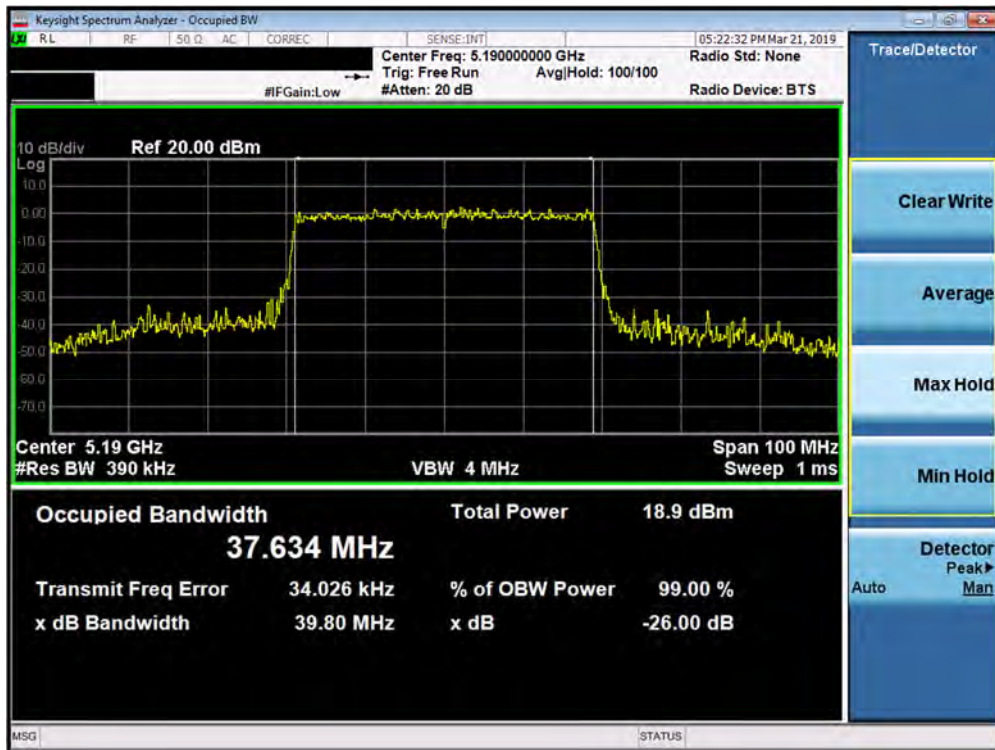 Keysight Spectrum Analyzer - Occupied BW
LXI RL RF 50 Ω AC CORREC SENSE:INT 05:22:32 PM Mar 21, 2019
Center Freq: 5.190000000 GHz Radio Std: None
Trig: Free Run Avg|Hold: 100/100
#IFGain:Low #Atten: 20 dB Radio Device: BTS
Trace/Detector
10 dB/div Ref 20.00 dBm
Log
10.0
0.00
-10.0
-20.0
-30.0
-40.0
-50.0
-60.0
-70.0
Center 5.19 GHz Span 100 MHz
#Res BW 390 kHz VBW 4 MHz Sweep 1 ms
Occupied Bandwidth Total Power 18.9 dBm
37.634 MHz
Transmit Freq Error 34.026 kHz % of OBW Power 99.00 %
x dB Bandwidth 39.80 MHz x dB -26.00 dB
Clear Write
Average
Max Hold
Min Hold
Detector
Peak▶
Auto Man
MSG STATUS